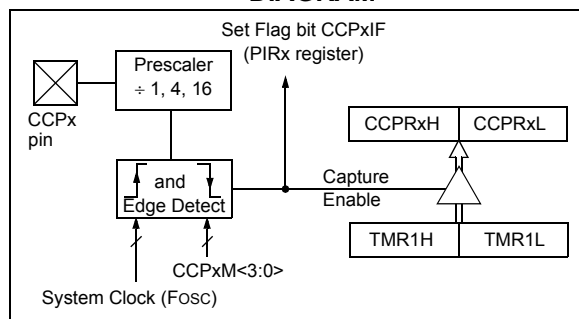 DIAGRAM
Set Flag bit CCPxIF
(PIRx register)
Prescaler
÷ 1, 4, 16
CCPx
pin
CCPRxH
CCPRxL
and
Edge Detect
Capture
Enable
TMR1H
TMR1L
CCPxM<3:0>
System Clock (FOSC)